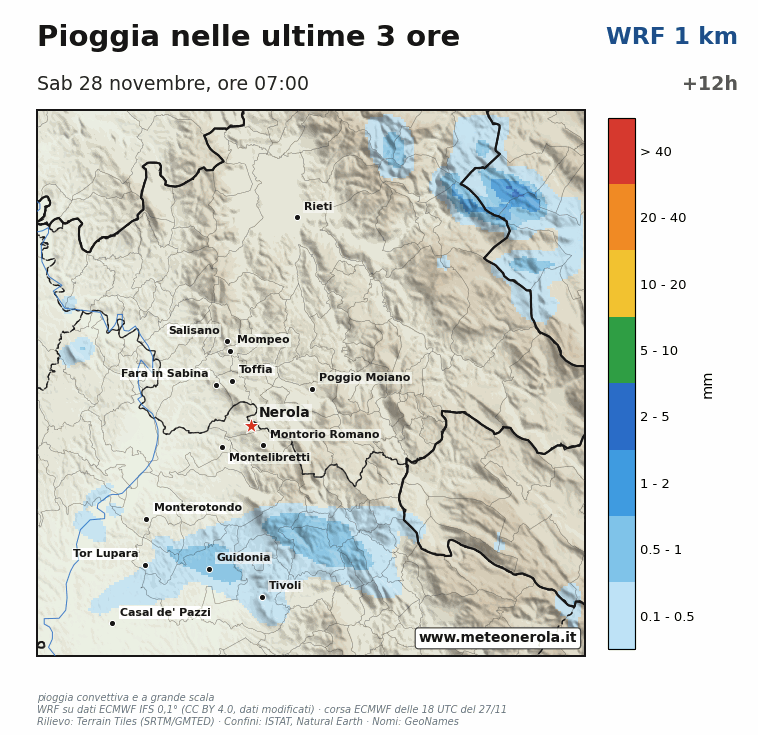 Pioggia nelle ultime 3 ore
WRF 1 km
Sab 28 novembre, ore 07:00
+12h
Rieti
Salisano
Mompeo
Fara in Sabina
Toffia
Poggio Moiano
Nerola
Montorio Romano
Montelibretti
Monterotondo
Tor Lupara
Guidonia
Tivoli
Casal de' Pazzi
www.meteonerola.it
> 40
20 - 40
10 - 20
5 - 10
2 - 5
1 - 2
0.5 - 1
0.1 - 0.5
mm
pioggia convettiva e a grande scala
WRF su dati ECMWF IFS 0,1° (CC BY 4.0, dati modificati) · corsa ECMWF delle 18 UTC del 27/11
Rilievo: Terrain Tiles (SRTM/GMTED) · Confini: ISTAT, Natural Earth · Nomi: GeoNames